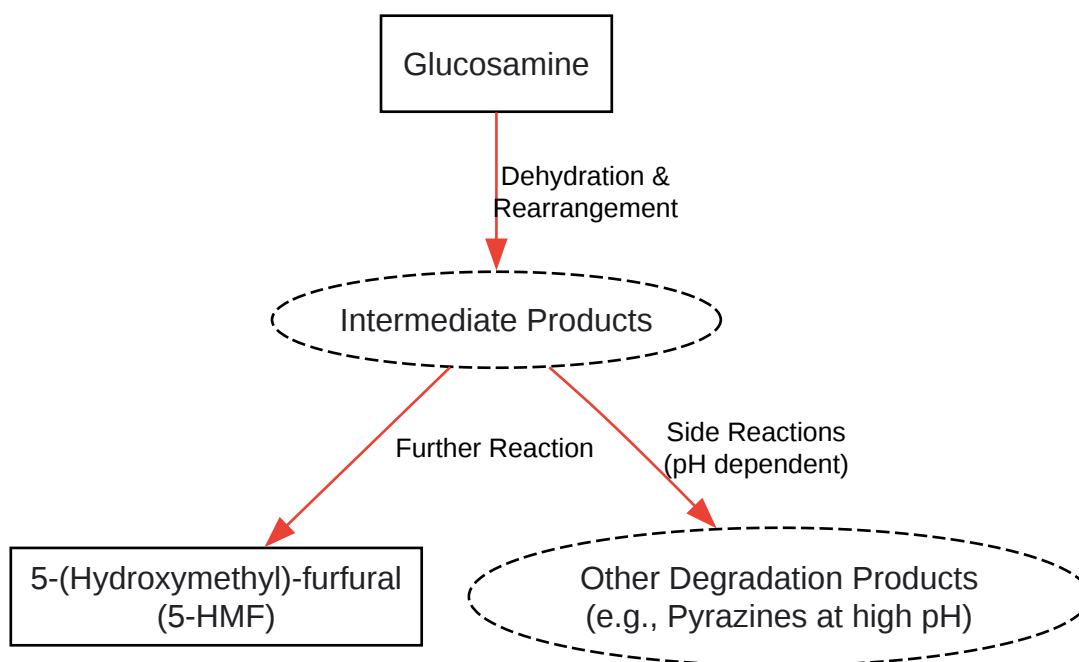 Glucosamine
Dehydration &
Rearrangement
Intermediate Products
Further Reaction
Side Reactions
(pH dependent)
5-(Hydroxymethyl)-furfural
(5-HMF)
Other Degradation Products
(e.g., Pyrazines at high pH)